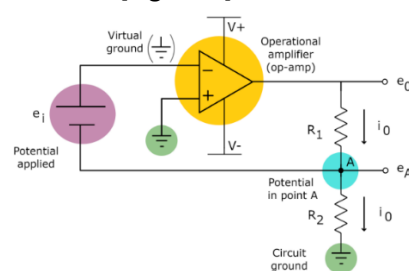 V+
Virtual
ground
Operational
amplifier
(op-amp)
−
+
e₀
eᵢ
R₁
i₀
V-
Potential
applied
A
e_A
Potential
in point A
R₂
i₀
Circuit
ground